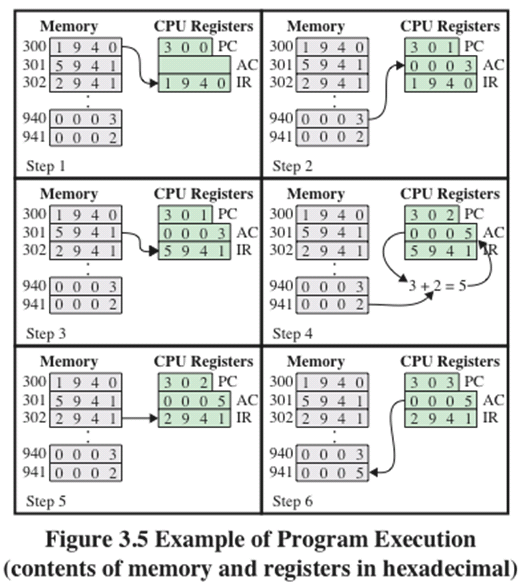 Memory CPU Registers
300 1 9 4 0 3 0 0 PC
301 5 9 4 1 AC
302 2 9 4 1 1 9 4 0 IR
:
940 0 0 0 3
941 0 0 0 2
Step 1
Memory CPU Registers
300 1 9 4 0 3 0 1 PC
301 5 9 4 1 0 0 0 3 AC
302 2 9 4 1 1 9 4 0 IR
:
940 0 0 0 3
941 0 0 0 2
Step 2
Memory CPU Registers
300 1 9 4 0 3 0 1 PC
301 5 9 4 1 0 0 0 3 AC
302 2 9 4 1 5 9 4 1 IR
:
940 0 0 0 3
941 0 0 0 2
Step 3
Memory CPU Registers
300 1 9 4 0 3 0 2 PC
301 5 9 4 1 0 0 0 5 AC
302 2 9 4 1 5 9 4 1 IR
:
940 0 0 0 3 3 + 2 = 5
941 0 0 0 2
Step 4
Memory CPU Registers
300 1 9 4 0 3 0 2 PC
301 5 9 4 1 0 0 0 5 AC
302 2 9 4 1 2 9 4 1 IR
:
940 0 0 0 3
941 0 0 0 2
Step 5
Memory CPU Registers
300 1 9 4 0 3 0 3 PC
301 5 9 4 1 0 0 0 5 AC
302 2 9 4 1 2 9 4 1 IR
:
940 0 0 0 3
941 0 0 0 5
Step 6
Figure 3.5 Example of Program Execution
(contents of memory and registers in hexadecimal)